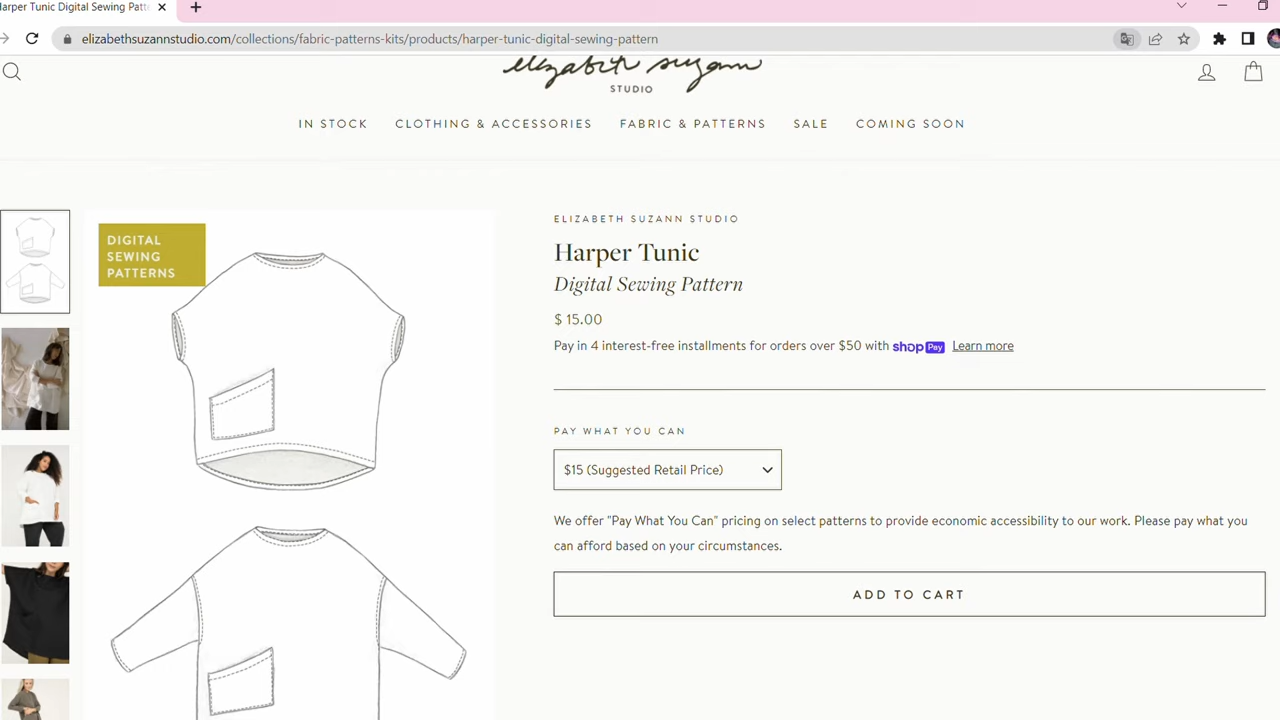 Harper Tunic Digital Sewing Patt
elizabethsuzannstudio.com/collections/fabric-patterns-kits/products/harper-tunic-digital-sewing-pattern
elizabeth suzann
STUDIO
IN STOCK
CLOTHING & ACCESSORIES
FABRIC & PATTERNS
SALE
COMING SOON
DIGITAL
SEWING
PATTERNS
ELIZABETH SUZANN STUDIO
Harper Tunic
Digital Sewing Pattern
$ 15.00
Pay in 4 interest-free installments for orders over $50 with shop Pay Learn more
PAY WHAT YOU CAN
$15 (Suggested Retail Price)
We offer "Pay What You Can" pricing on select patterns to provide economic accessibility to our work. Please pay what you
can afford based on your circumstances.
ADD TO CART